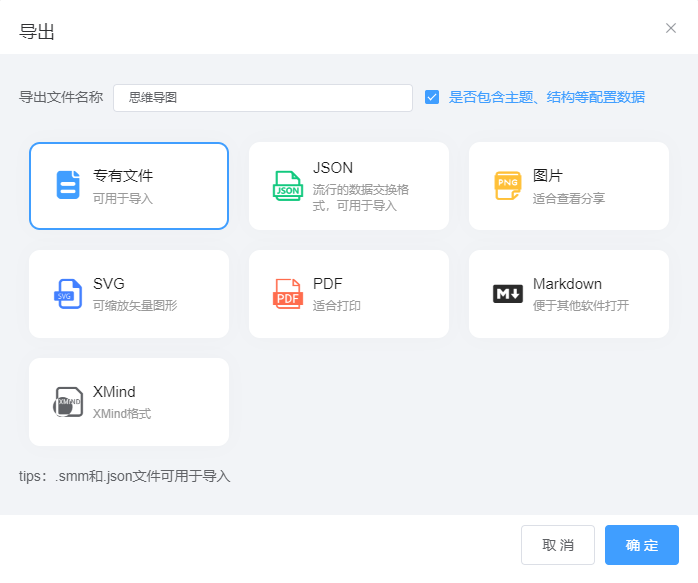 导出
导出文件名称 思维导图 是否包含主题、结构等配置数据
专有文件
可用于导入
JSON
JSON
流行的数据交换格
式，可用于导入
PNG
图片
适合查看分享
SVG
SVG
可缩放矢量图形
PDF
PDF
适合打印
M
Markdown
便于其他软件打开
XMIND
XMind
XMind格式
tips：.smm和.json文件可用于导入
取 消 确 定